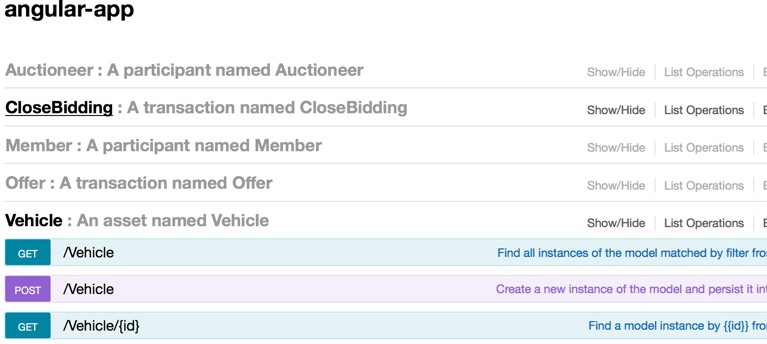 angular-app
Auctioneer : A participant named Auctioneer Show/Hide List Operations
CloseBidding : A transaction named CloseBidding Show/Hide List Operations
Member : A participant named Member Show/Hide List Operations
Offer : A transaction named Offer Show/Hide List Operations
Vehicle : An asset named Vehicle Show/Hide List Operations
GET /Vehicle Find all instances of the model matched by filter fro
POST /Vehicle Create a new instance of the model and persist it int
GET /Vehicle/{id} Find a model instance by {{id}} fro